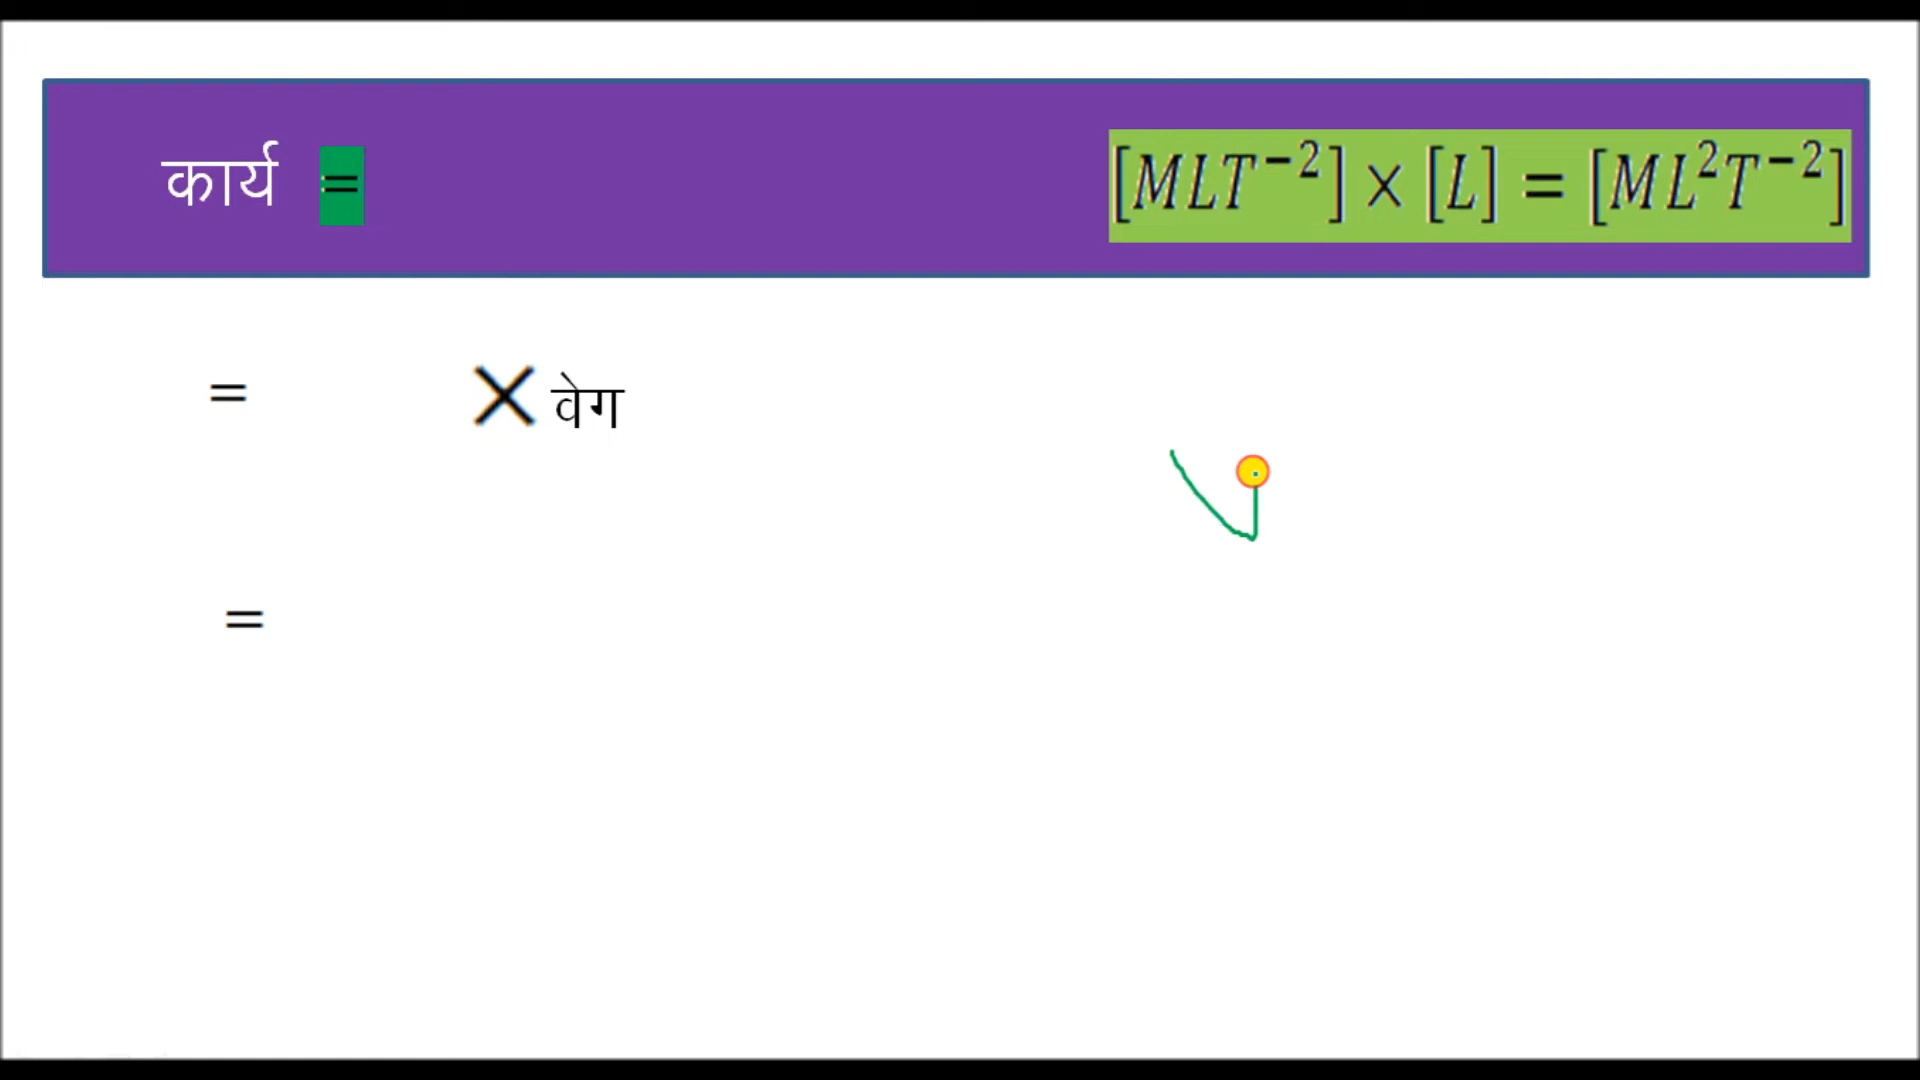 कार्य = [MLT⁻²] × [L] = [ML²T⁻²]
= × वेग
=